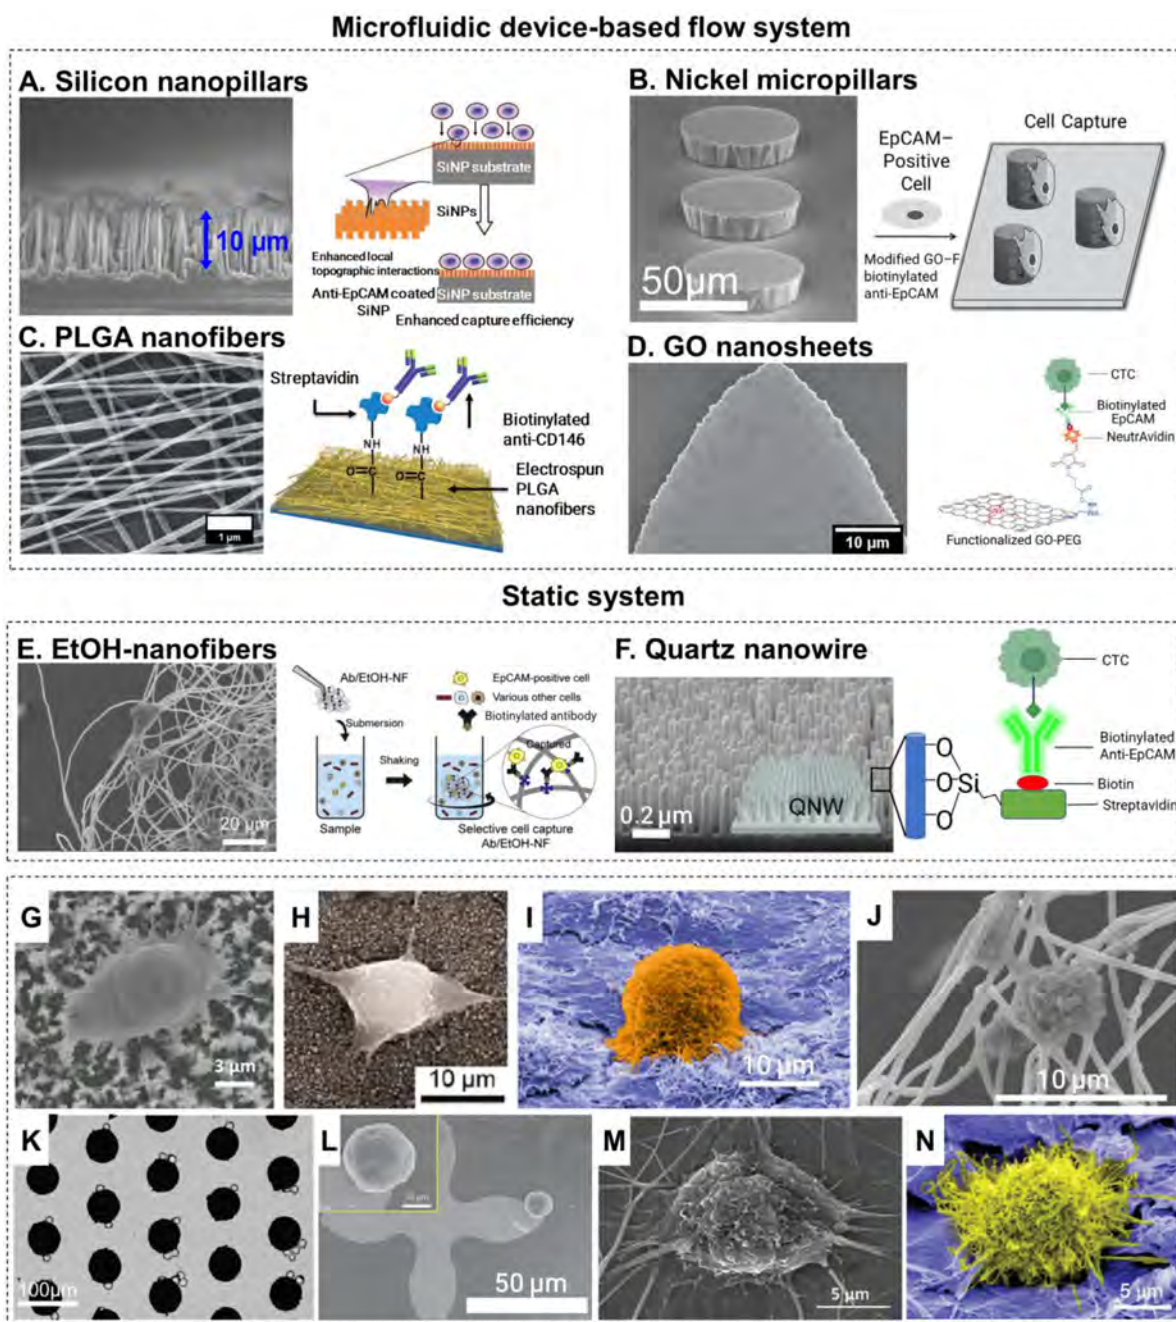 Microfluidic device-based flow system
A. Silicon nanopillars
10 μm
SiNP substrate
SiNPs
Enhanced local
topographic interactions
Anti-EpCAM coated
SiNP
SiNP substrate
Enhanced capture efficiency
B. Nickel micropillars
50μm
EpCAM–
Positive
Cell
Modified GO–F
biotinylated
anti-EpCAM
Cell Capture
C. PLGA nanofibers
1 μm
Streptavidin
Biotinylated
anti-CD146
NH
NH
O=C
O=C
Electrospun
PLGA
nanofibers
D. GO nanosheets
10 μm
CTC
Biotinylated
EpCAM
NeutrAvidin
Functionalized GO-PEG
Static system
E. EtOH-nanofibers
20 μm
Ab/EtOH-NF
Submersion
Sample
Shaking
EpCAM-positive cell
Various other cells
Biotinylated antibody
Captured
Selective cell capture
Ab/EtOH-NF
F. Quartz nanowire
0.2 μm
QNW
O
O
O
Si
CTC
Biotinylated
Anti-EpCAM
Biotin
Streptavidin
G
3 μm
H
10 μm
I
10 μm
J
10 μm
K
100μm
L
50 μm
M
5 μm
N
5 μm